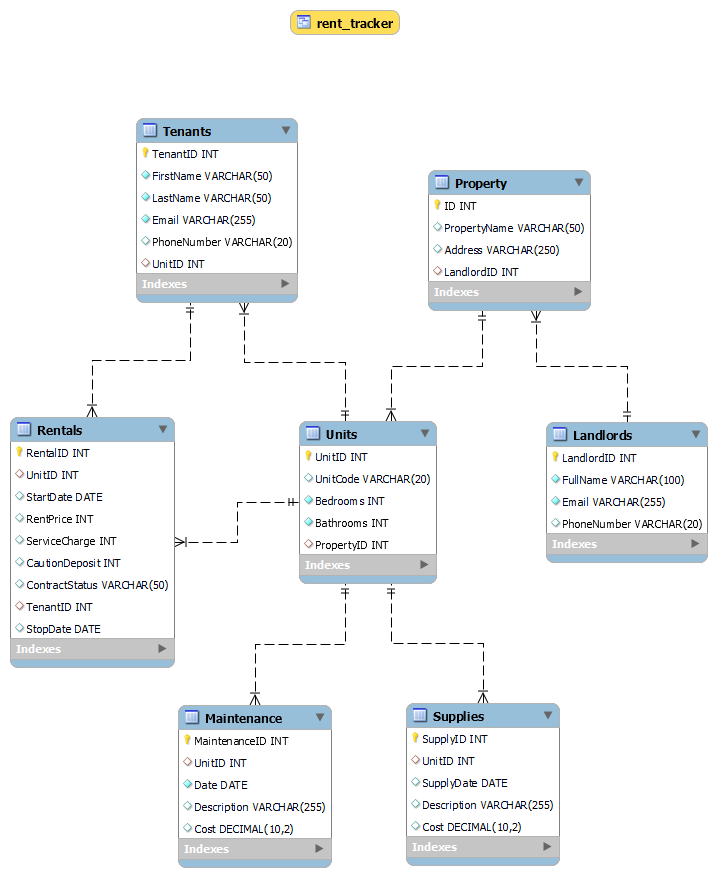 rent_tracker
Tenants
TenantID INT
FirstName VARCHAR(50)
LastName VARCHAR(50)
Email VARCHAR(255)
PhoneNumber VARCHAR(20)
UnitID INT
Indexes
Property
ID INT
PropertyName VARCHAR(50)
Address VARCHAR(250)
LandlordID INT
Indexes
Rentals
RentalID INT
UnitID INT
StartDate DATE
RentPrice INT
ServiceCharge INT
CautionDeposit INT
ContractStatus VARCHAR(50)
TenantID INT
StopDate DATE
Indexes
Units
UnitID INT
UnitCode VARCHAR(20)
Bedrooms INT
Bathrooms INT
PropertyID INT
Indexes
Landlords
LandlordID INT
FullName VARCHAR(100)
Email VARCHAR(255)
PhoneNumber VARCHAR(20)
Indexes
Maintenance
MaintenanceID INT
UnitID INT
Date DATE
Description VARCHAR(255)
Cost DECIMAL(10,2)
Indexes
Supplies
SupplyID INT
UnitID INT
SupplyDate DATE
Description VARCHAR(255)
Cost DECIMAL(10,2)
Indexes